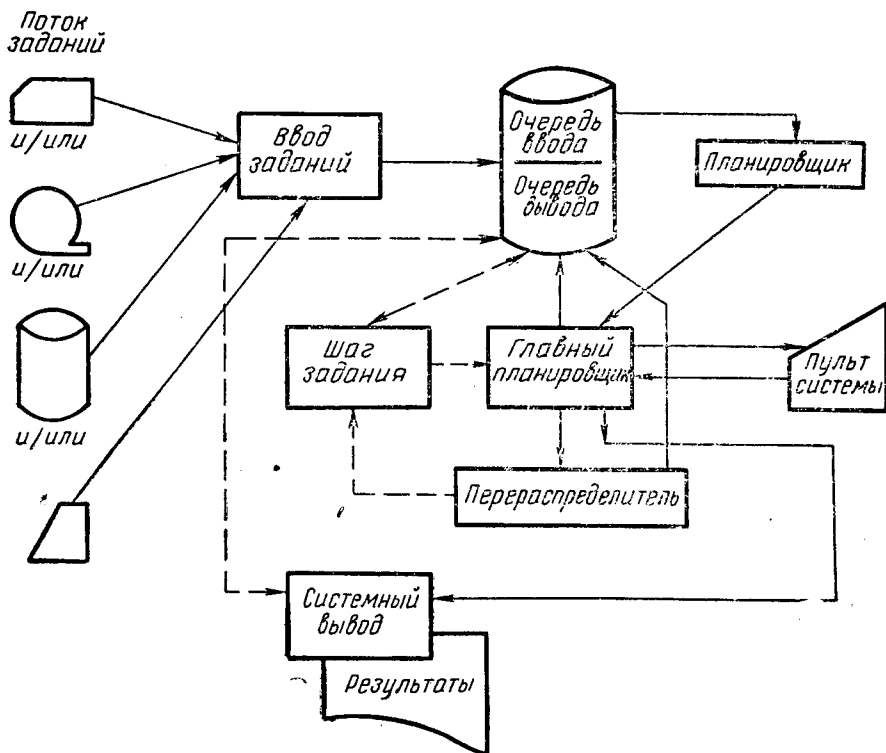 Поток
заданий
и/или
и/или
и/или
Ввод
заданий
Очередь
ввода
Очередь
вывода
Планировщик
Шаг
задания
Главный
планировщик
Пульт
системы
Перераспределитель
Системный
вывод
Результаты